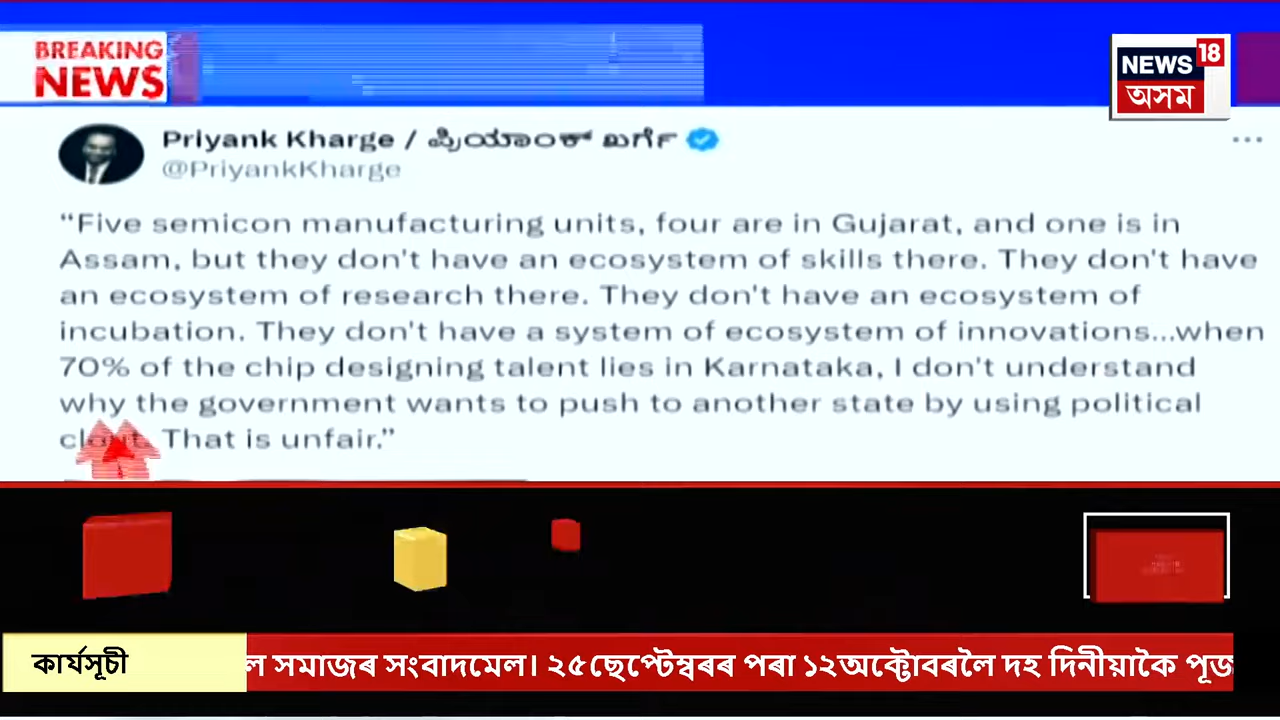 BREAKING
NEWS
NEWS 18
অসম
Priyank Kharge / ಪ್ರಿಯಾಂಕ್ ಖರ್ಗೆ
@PriyankKharge
“Five semicon manufacturing units, four are in Gujarat, and one is in
Assam, but they don't have an ecosystem of skills there. They don't have
an ecosystem of research there. They don't have an ecosystem of
incubation. They don't have a system of ecosystem of innovations...when
70% of the chip designing talent lies in Karnataka, I don't understand
why the government wants to push to another state by using political
clout. That is unfair.”
কাৰ্যসূচী
ল সমাজৰ সংবাদমেল। ২৫ছেপ্টেম্বৰৰ পৰা ১২অক্টোবৰলৈ দহ দিনীয়াকৈ পূজ